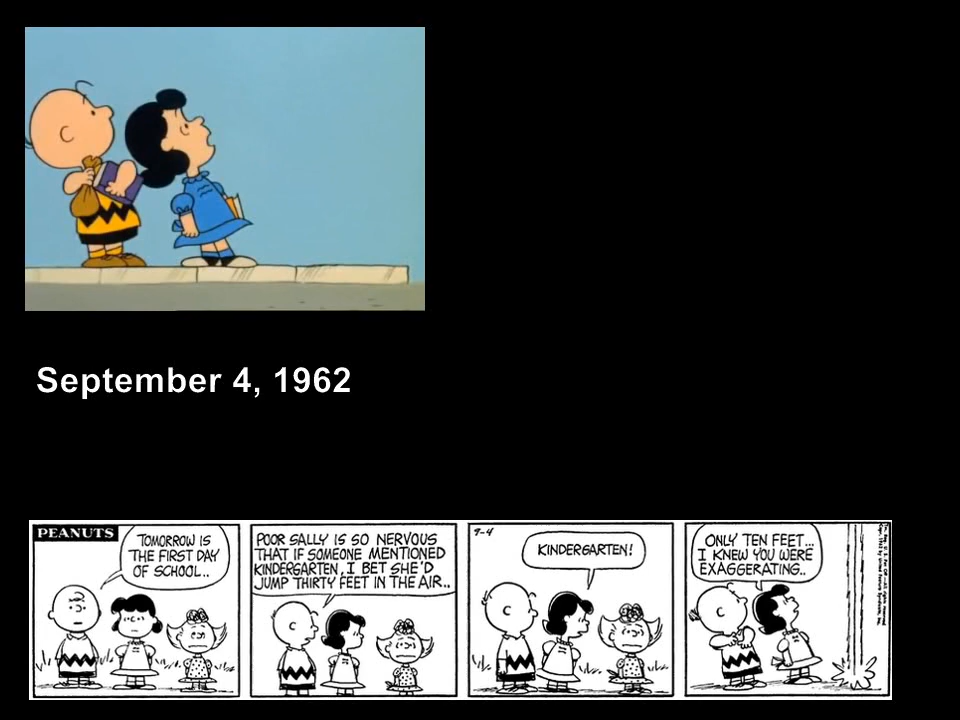 September 4, 1962
PEANUTS
TOMORROW IS
THE FIRST DAY
OF SCHOOL..
POOR SALLY IS SO NERVOUS
THAT IF SOMEONE MENTIONED
KINDERGARTEN, I BET SHE'D
JUMP THIRTY FEET IN THE AIR..
9-4
KINDERGARTEN!
ONLY TEN FEET...
I KNEW YOU WERE
EXAGGERATING..